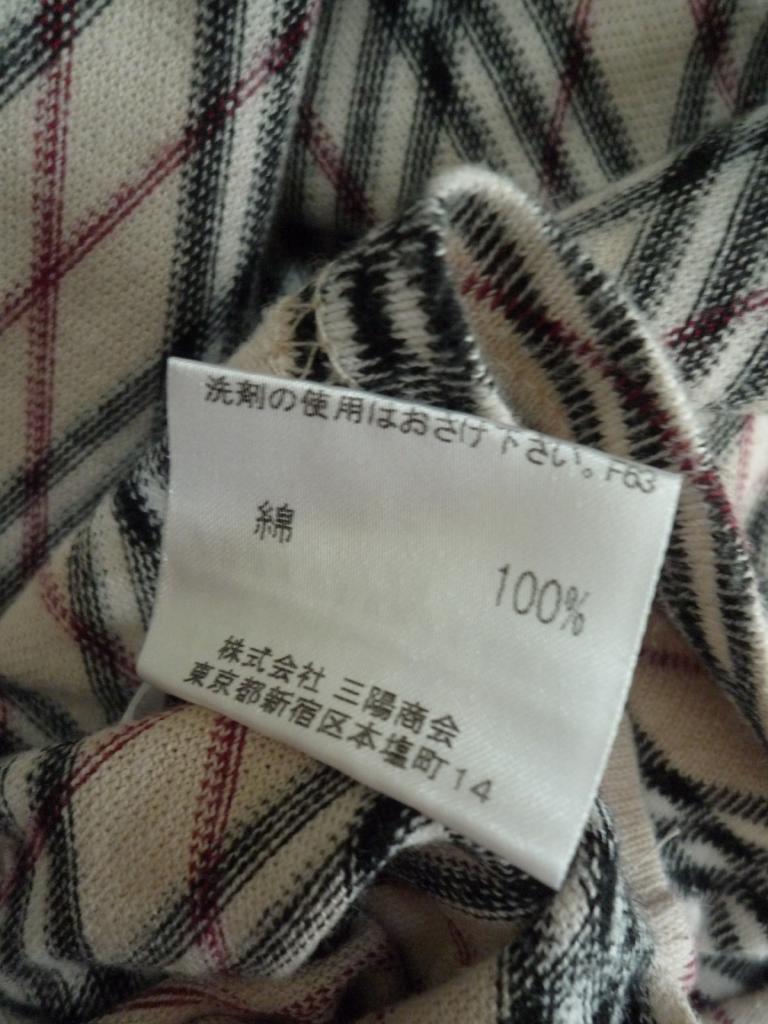 洗剤の使用はおさけ下さい。F63
綿
100%
株式会社 三陽商会
東京都新宿区本塩町14